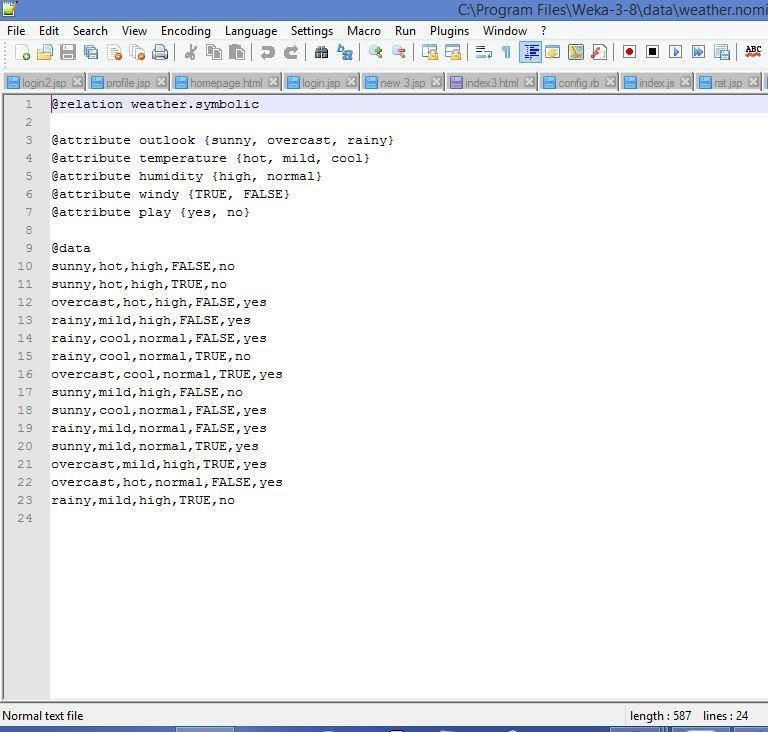 C:\Program Files\Weka-3-8\data\weather.nomi
File Edit Search View Encoding Language Settings Macro Run Plugins Window ?
ABC
login2.jsp profile.jsp homepage.html login.jsp new 3.jsp index3.html config.rb index.js rat.jsp
1 @relation weather.symbolic
2
3 @attribute outlook {sunny, overcast, rainy}
4 @attribute temperature {hot, mild, cool}
5 @attribute humidity {high, normal}
6 @attribute windy {TRUE, FALSE}
7 @attribute play {yes, no}
8
9 @data
10 sunny,hot,high,FALSE,no
11 sunny,hot,high,TRUE,no
12 overcast,hot,high,FALSE,yes
13 rainy,mild,high,FALSE,yes
14 rainy,cool,normal,FALSE,yes
15 rainy,cool,normal,TRUE,no
16 overcast,cool,normal,TRUE,yes
17 sunny,mild,high,FALSE,no
18 sunny,cool,normal,FALSE,yes
19 rainy,mild,normal,FALSE,yes
20 sunny,mild,normal,TRUE,yes
21 overcast,mild,high,TRUE,yes
22 overcast,hot,normal,FALSE,yes
23 rainy,mild,high,TRUE,no
24
Normal text file length : 587 lines : 24